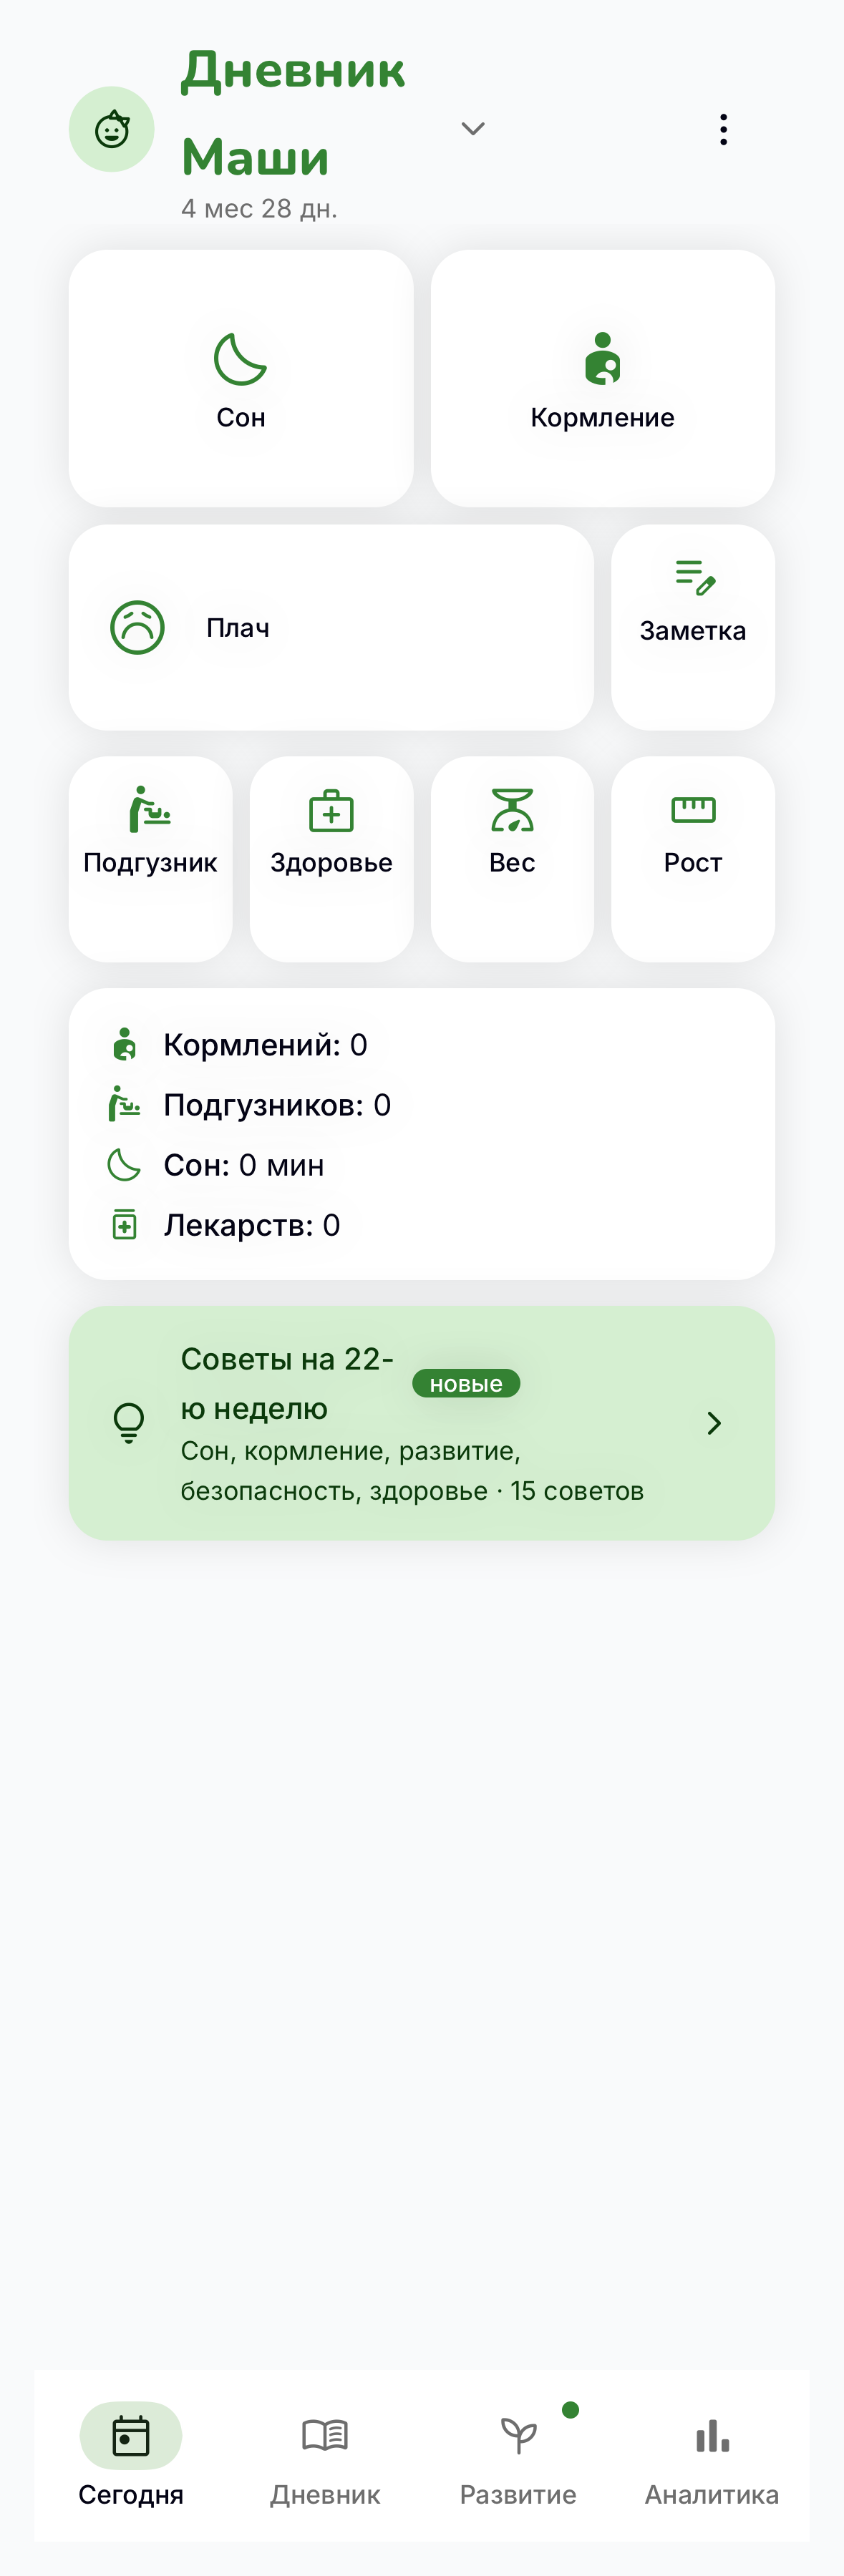 Дневник
Маши
4 мес 28 дн.
Сон
Кормление
Плач
Заметка
Подгузник
Здоровье
Вес
Рост
Кормлений: 0
Подгузников: 0
Сон: 0 мин
Лекарств: 0
Советы на 22-
ю неделю
новые
Сон, кормление, развитие,
безопасность, здоровье · 15 советов
Сегодня
Дневник
Развитие
Аналитика